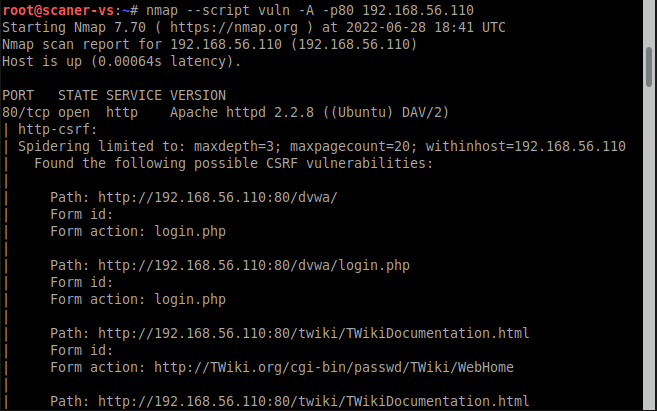 root@scaner-vs:~# nmap --script vuln -A -p80 192.168.56.110
Starting Nmap 7.70 ( https://nmap.org ) at 2022-06-28 18:41 UTC
Nmap scan report for 192.168.56.110 (192.168.56.110)
Host is up (0.00064s latency).

PORT   STATE SERVICE VERSION
80/tcp open  http    Apache httpd 2.2.8 ((Ubuntu) DAV/2)
| http-csrf:
| Spidering limited to: maxdepth=3; maxpagecount=20; withinhost=192.168.56.110
|   Found the following possible CSRF vulnerabilities:
|
|     Path: http://192.168.56.110:80/dvwa/
|     Form id:
|     Form action: login.php
|
|     Path: http://192.168.56.110:80/dvwa/login.php
|     Form id:
|     Form action: login.php
|
|     Path: http://192.168.56.110:80/twiki/TWikiDocumentation.html
|     Form id:
|     Form action: http://TWiki.org/cgi-bin/passwd/TWiki/WebHome
|
|     Path: http://192.168.56.110:80/twiki/TWikiDocumentation.html